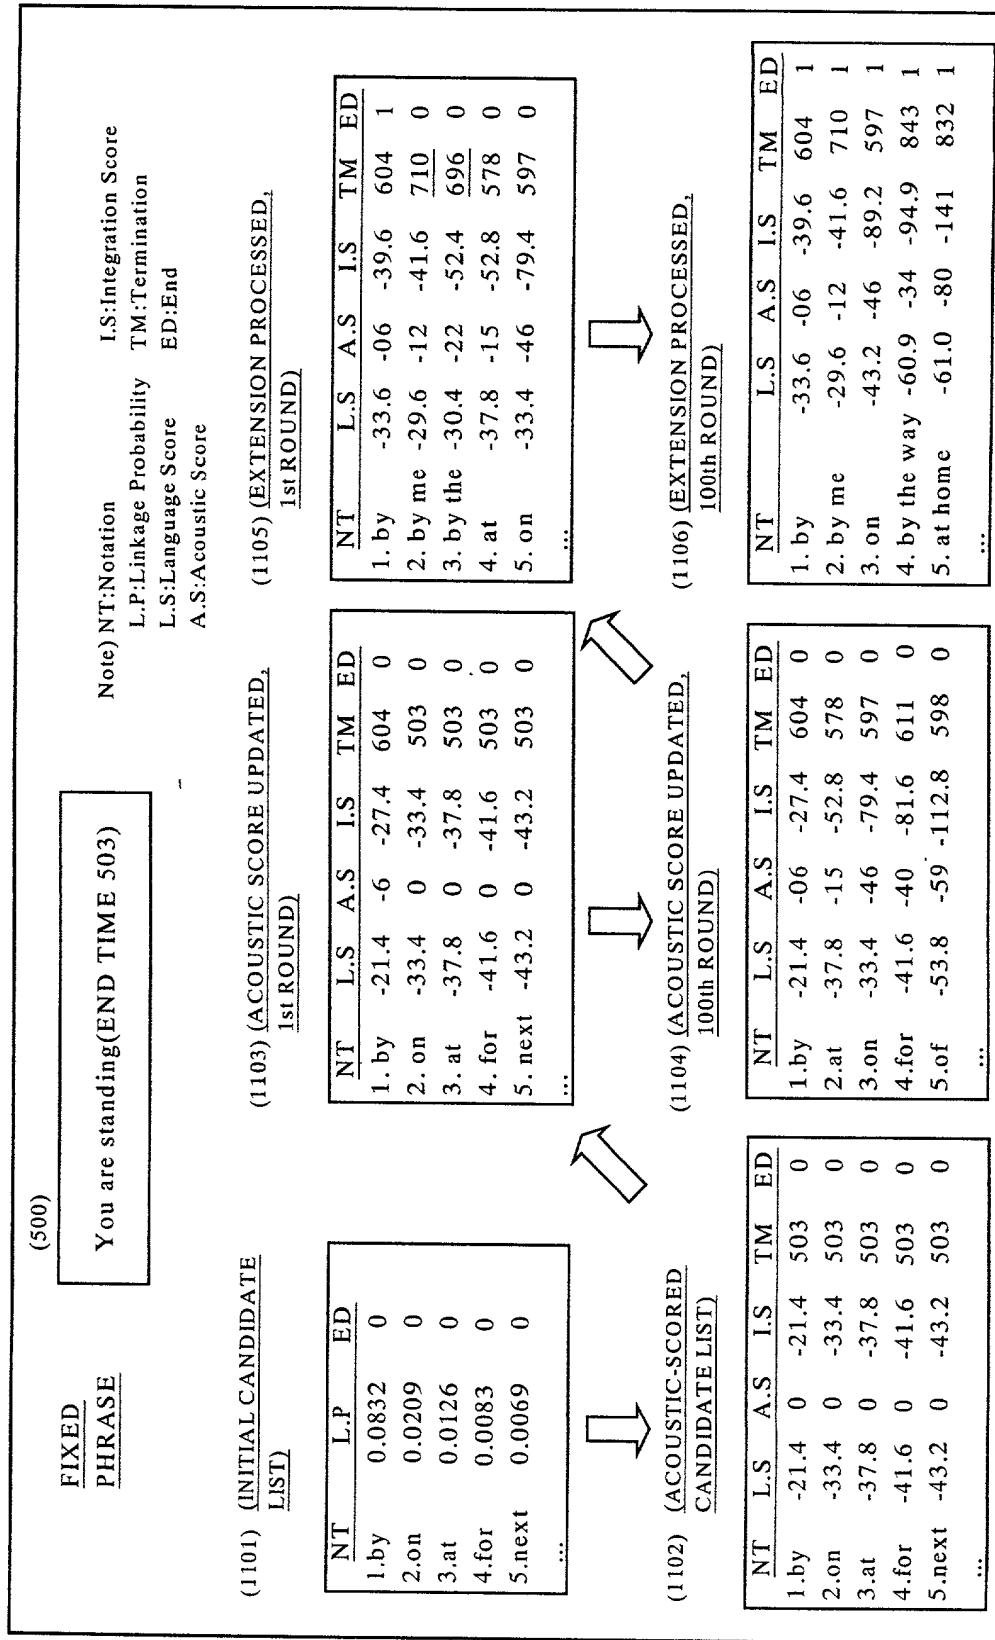 (500)
FIXED
PHRASE
You are standing(END TIME 503)
Note) NT:Notation I.S:Integration Score
L.P:Linkage Probability TM:Termination
L.S:Language Score ED:End
A.S:Acoustic Score
(1101) (INITIAL CANDIDATE
LIST)
NT L.P ED
1.by 0.0832 0
2.on 0.0209 0
3.at 0.0126 0
4.for 0.0083 0
5.next 0.0069 0
...
(1103) (ACOUSTIC SCORE UPDATED,
1st ROUND)
NT L.S A.S I.S TM ED
1. by -21.4 -6 -27.4 604 0
2. on -33.4 0 -33.4 503 0
3. at -37.8 0 -37.8 503 0
4. for -41.6 0 -41.6 503 0
5. next -43.2 0 -43.2 503 0
...
(1105) (EXTENSION PROCESSED,
1st ROUND)
NT L.S A.S I.S TM ED
1. by -33.6 -06 -39.6 604 1
2. by me -29.6 -12 -41.6 710 0
3. by the -30.4 -22 -52.4 696 0
4. at -37.8 -15 -52.8 578 0
5. on -33.4 -46 -79.4 597 0
...
(1102) (ACOUSTIC-SCORED
CANDIDATE LIST)
NT L.S A.S I.S TM ED
1.by -21.4 0 -21.4 503 0
2.on -33.4 0 -33.4 503 0
3.at -37.8 0 -37.8 503 0
4.for -41.6 0 -41.6 503 0
5.next -43.2 0 -43.2 503 0
...
(1104) (ACOUSTIC SCORE UPDATED,
100th ROUND)
NT L.S A.S I.S TM ED
1.by -21.4 -06 -27.4 604 0
2.at -37.8 -15 -52.8 578 0
3.on -33.4 -46 -79.4 597 0
4.for -41.6 -40 -81.6 611 0
5.of -53.8 -59 -112.8 598 0
...
(1106) (EXTENSION PROCESSED,
100th ROUND)
NT L.S A.S I.S TM ED
1. by -33.6 -06 -39.6 604 1
2. by me -29.6 -12 -41.6 710 1
3. on -43.2 -46 -89.2 597 1
4. by the way -60.9 -34 -94.9 843 1
5. at home -61.0 -80 -141 832 1
...